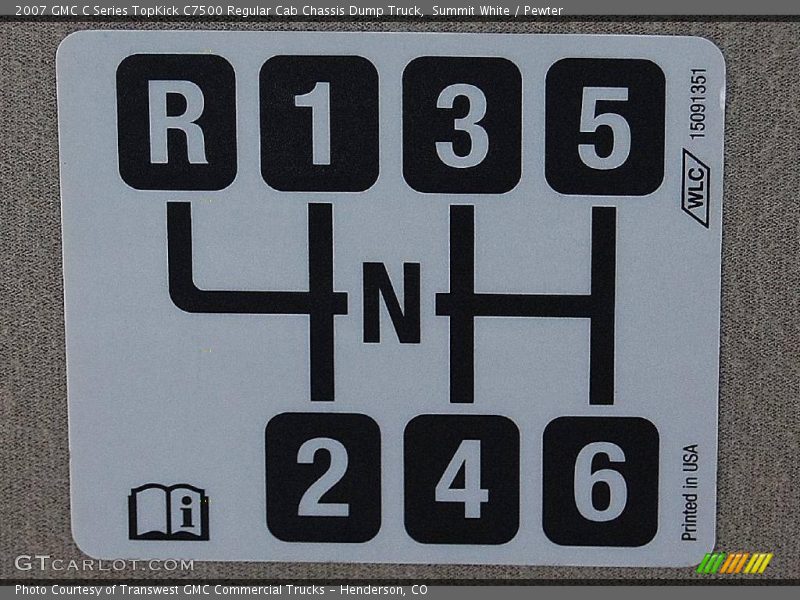 2007 GMC C Series TopKick C7500 Regular Cab Chassis Dump Truck, Summit White / Pewter
R 1 3 5
15091351
WLC
N
2 4 6
i
Printed in USA
GTCARLOT.COM
Photo Courtesy of Transwest GMC Commercial Trucks - Henderson, CO